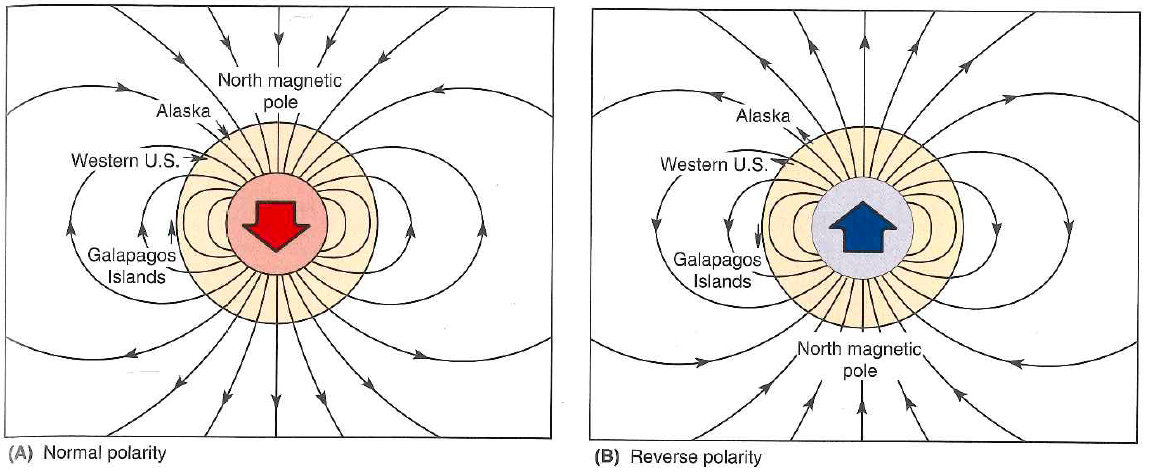 North magnetic
pole
Alaska
Western U.S.
Galapagos
Islands
(A) Normal polarity
Alaska
Western U.S.
Galapagos
Islands
North magnetic
pole
(B) Reverse polarity